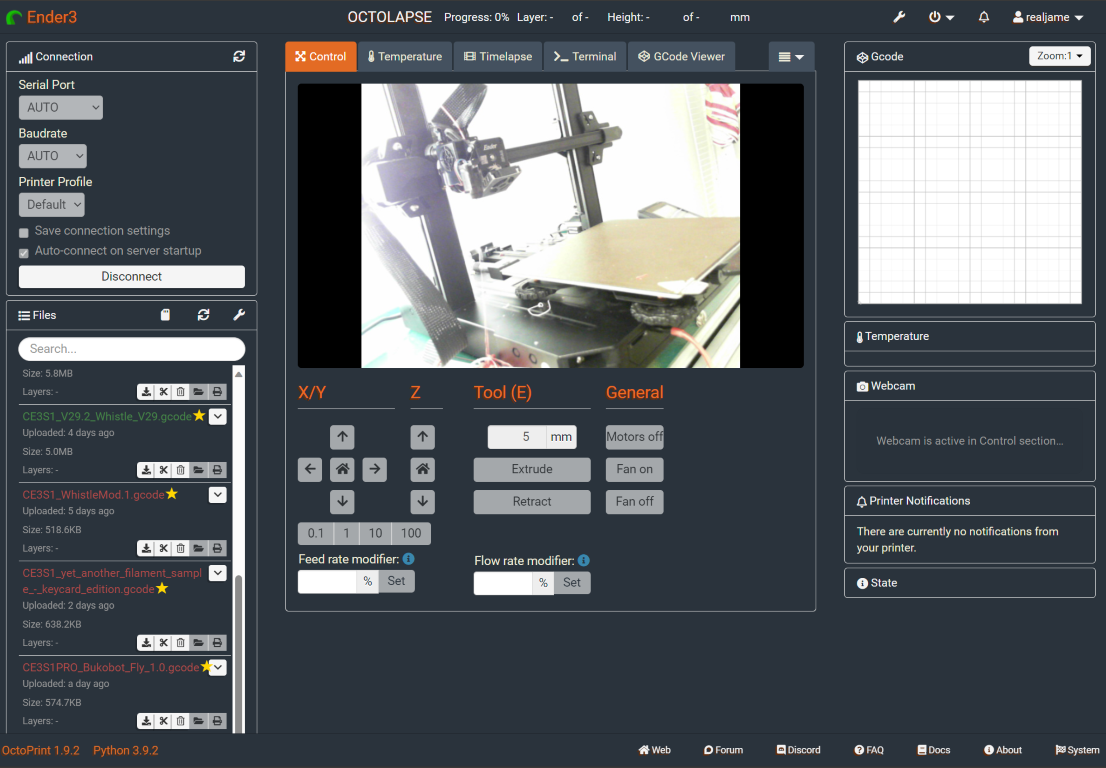 Ender3
OCTOLAPSE Progress: 0% Layer: - of - Height: - of - mm
realjame
Connection
Serial Port
AUTO
Baudrate
AUTO
Printer Profile
Default
Save connection settings
Auto-connect on server startup
Disconnect
Files
Search...
Size: 5.8MB
Layers: -
CE3S1_V29.2_Whistle_V29.gcode
Uploaded: 4 days ago
Size: 5.0MB
Layers: -
CE3S1_WhistleMod.1.gcode
Uploaded: 5 days ago
Size: 518.6KB
Layers: -
CE3S1_yet_another_filament_sampl
e_-_keycard_edition.gcode
Uploaded: 2 days ago
Size: 638.2KB
Layers: -
CE3S1PRO_Bukobot_Fly_1.0.gcode
Uploaded: a day ago
Size: 574.7KB
Layers: -
Control Temperature Timelapse Terminal GCode Viewer
Ender
X/Y Z Tool (E) General
5 mm Motors off
Extrude Fan on
Retract Fan off
0.1 1 10 100
Feed rate modifier: Flow rate modifier:
% Set % Set
Gcode Zoom:1
Temperature
Webcam
Webcam is active in Control section...
Printer Notifications
There are currently no notifications from
your printer.
State
OctoPrint 1.9.2 Python 3.9.2 Web Forum Discord FAQ Docs About System